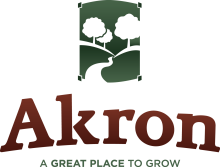 Akron
A GREAT PLACE TO GROW